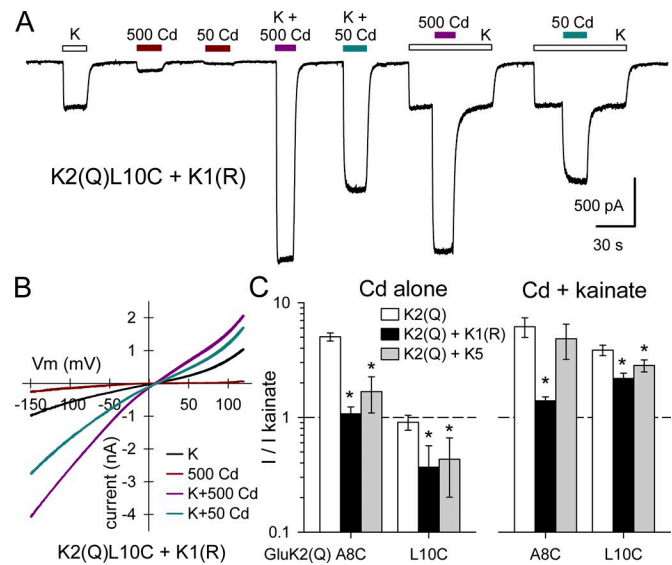 A
K
500 Cd
50 Cd
K +
500 Cd
K +
50 Cd
500 Cd
K
50 Cd
K
K2(Q)L10C + K1(R)
500 pA
30 s
B
Vm (mV)
2
1
-150
-100
-50
50
100
-1
-2
-3
-4
current (nA)
K
500 Cd
K+500 Cd
K+50 Cd
K2(Q)L10C + K1(R)
C
Cd alone
Cd + kainate
I / I kainate
10
1
0.1
K2(Q)
K2(Q) + K1(R)
K2(Q) + K5
* * * *
* * *
GluK2(Q) A8C L10C
A8C L10C